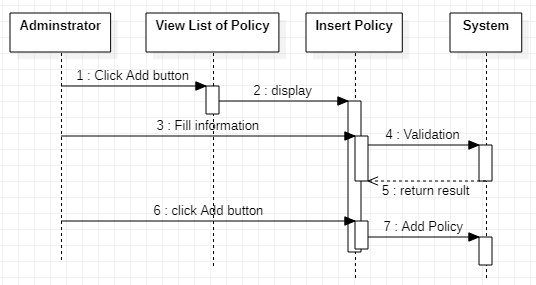 Adminstrator
View List of Policy
Insert Policy
System
1 : Click Add button
2 : display
3 : Fill information
4 : Validation
5 : return result
6 : click Add button
7 : Add Policy